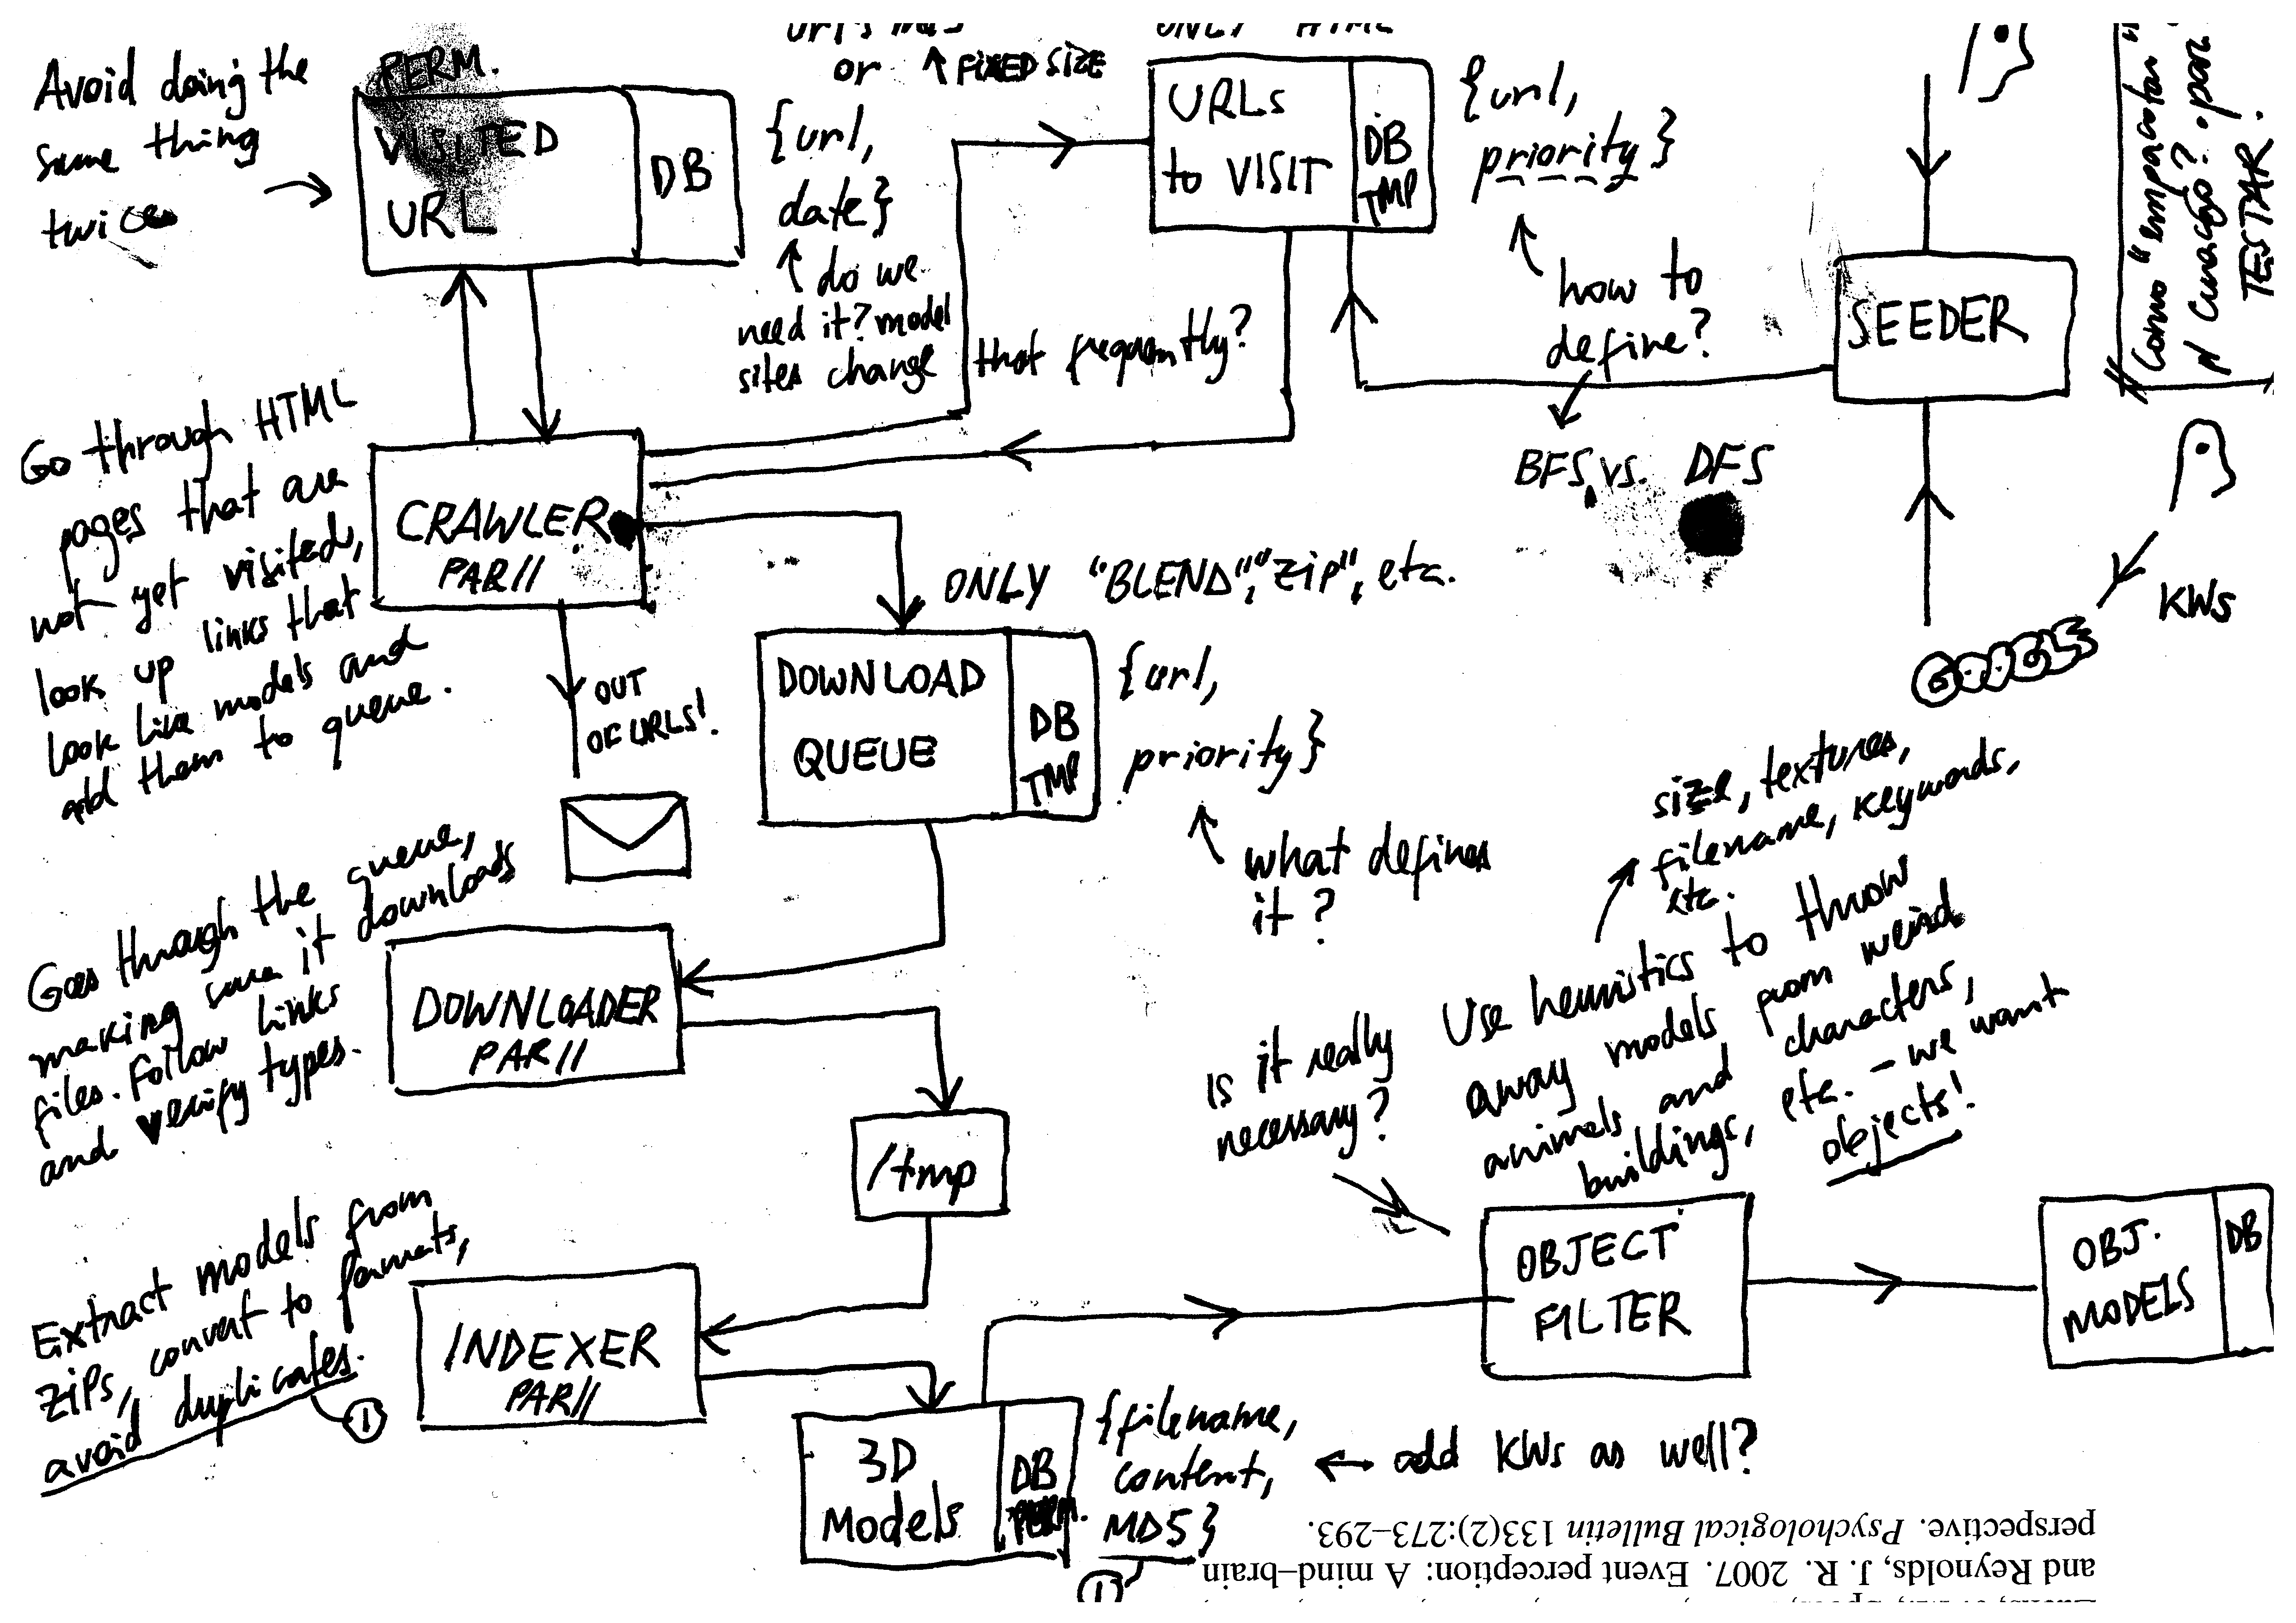 ONLY HTML
or ↑ FIXED SIZE
Avoid doing the
same thing
twice
PERM.
VISITED
URL
DB
{url,
date}
↑ do we
need it? model
sites change
that frequently?
URLs
to VISIT
DB
TMP
{url,
priority}
how to
define?
BFS vs. DFS
SEEDER
"empacotar"
TESTAR.
KWs
GOOGLE
Go through HTML
pages that are
not yet visited,
look up links that
look like models and
add them to queue.
CRAWLER
PAR//
OUT
OF URLS!
ONLY "BLEND", "ZIP", etc.
DOWNLOAD
QUEUE
DB
TMP
{url,
priority}
what defines
it?
Goes through the queue,
making sure it downloads
files. Follow links
and verify types.
DOWNLOADER
PAR//
/tmp
size, textures,
filename, keywords,
etc.
Use heuristics to throw
away models from weird
animals and characters,
buildings, etc. - we want
objects!
Is it really
necessary?
Extract models from
zips, convert to formats,
avoid duplicates.
1
INDEXER
PAR//
3D
Models
DB
PERM.
{filename,
content,
MD5}
1
← add KWs as well?
OBJECT
FILTER
OBJ.
MODELS
DB
and Reynolds, J. R. 2007. Event perception: A mind–brain
perspective. Psychological Bulletin 133(2):273–293.